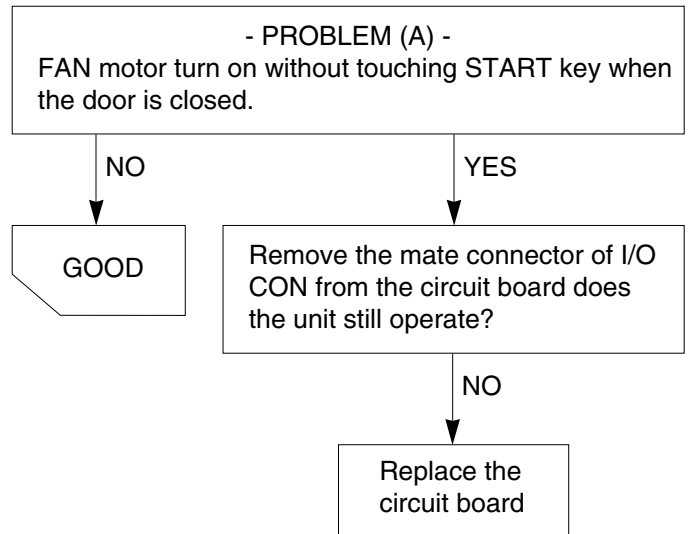 - PROBLEM (A) -
FAN motor turn on without touching START key when
the door is closed.
NO
YES
GOOD
Remove the mate connector of I/O
CON from the circuit board does
the unit still operate?
NO
Replace the
circuit board